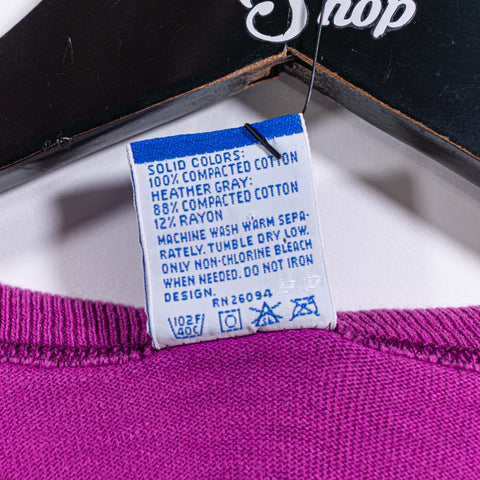 Shop
SOLID COLORS:
100% COMPACTED COTTON
HEATHER GRAY:
88% COMPACTED COTTON
12% RAYON
MACHINE WASH WARM SEPA-
RATELY. TUMBLE DRY LOW.
ONLY NON-CHLORINE BLEACH
WHEN NEEDED. DO NOT IRON
DESIGN.
RN 26094
102F
40C